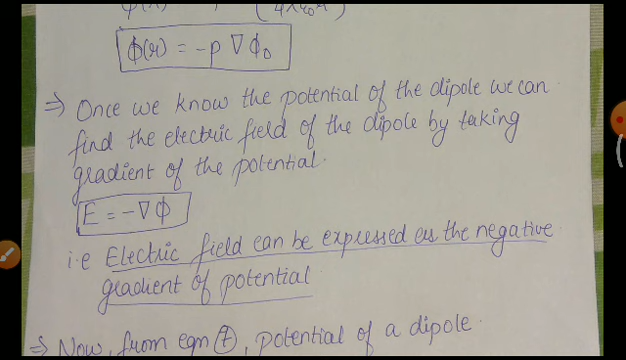 ϕ(r) = -p ∇ϕ₀
⇒ Once we know the potential of the dipole we can
find the electric field of the dipole by taking
gradient of the potential.
E = -∇ϕ
i.e Electric field can be expressed as the negative
gradient of potential
⇒ Now, from eqn ⑦, potential of a dipole.